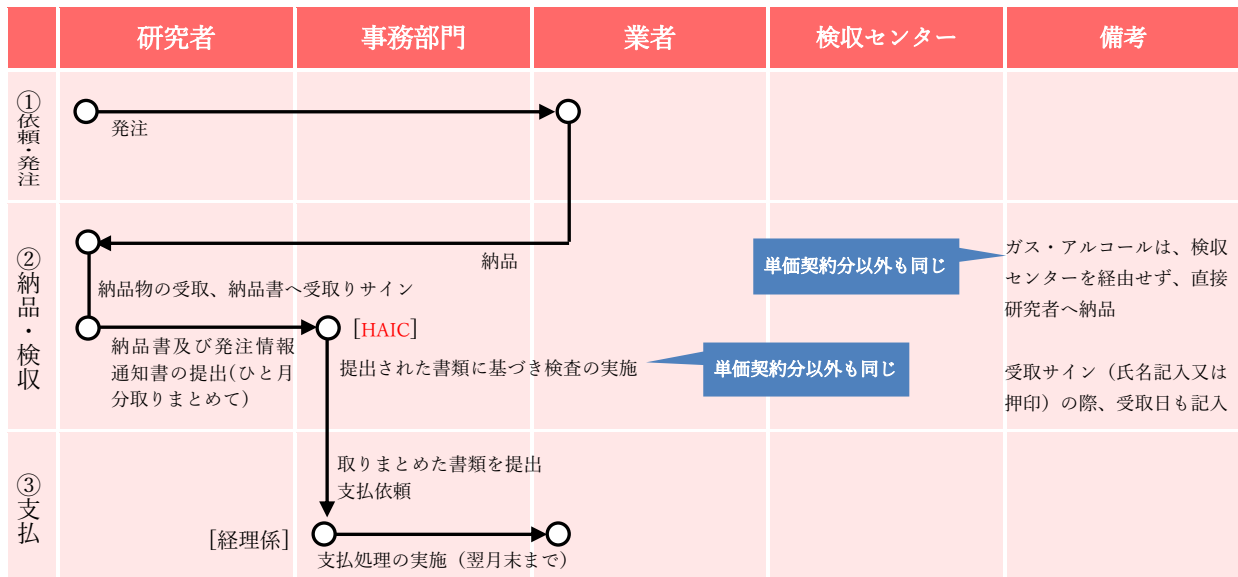 研究者
事務部門
業者
検収センター
備考
①依頼・発注
発注
②納品・検収
納品
納品物の受取、納品書へ受取りサイン
[HAIC]
納品書及び発注情報
通知書の提出(ひと月
分取りまとめて)
提出された書類に基づき検査の実施
単価契約分以外も同じ
単価契約分以外も同じ
ガス・アルコールは、検収
センターを経由せず、直接
研究者へ納品
受取サイン（氏名記入又は
押印）の際、受取日も記入
③支払
取りまとめた書類を提出
支払依頼
[経理係]
支払処理の実施（翌月末まで）